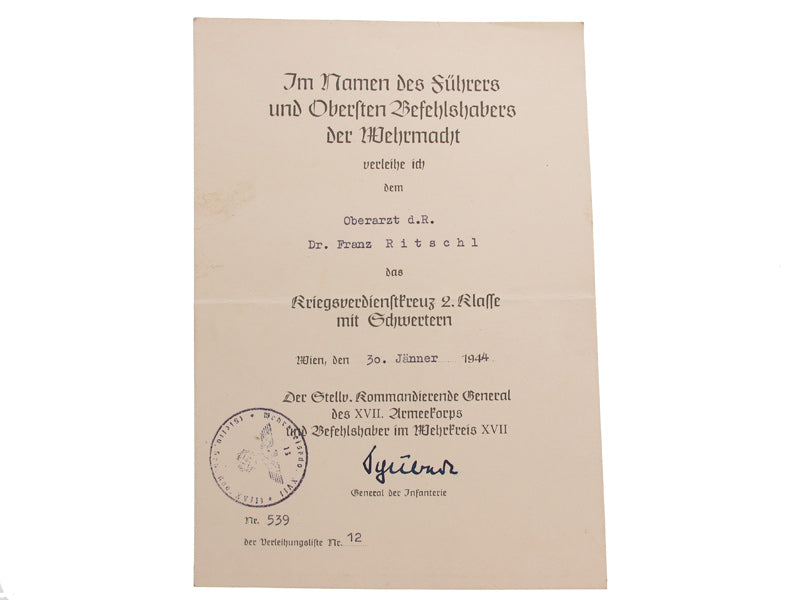 Im Namen des Führers
und Obersten Befehlshabers
der Wehrmacht
verleihe ich
dem
Oberarzt d.R.
Dr. Franz Ritschl
das
Kriegsverdienstkreuz 2. Klasse
mit Schwertern
Wien, den 30. Jänner 1944
Der Stellv. Kommandierende General
des XVII. Armeekorps
und Befehlshaber im Wehrkreis XVII
General der Infanterie
Nr. 539
der Verleihungsliste Nr. 12